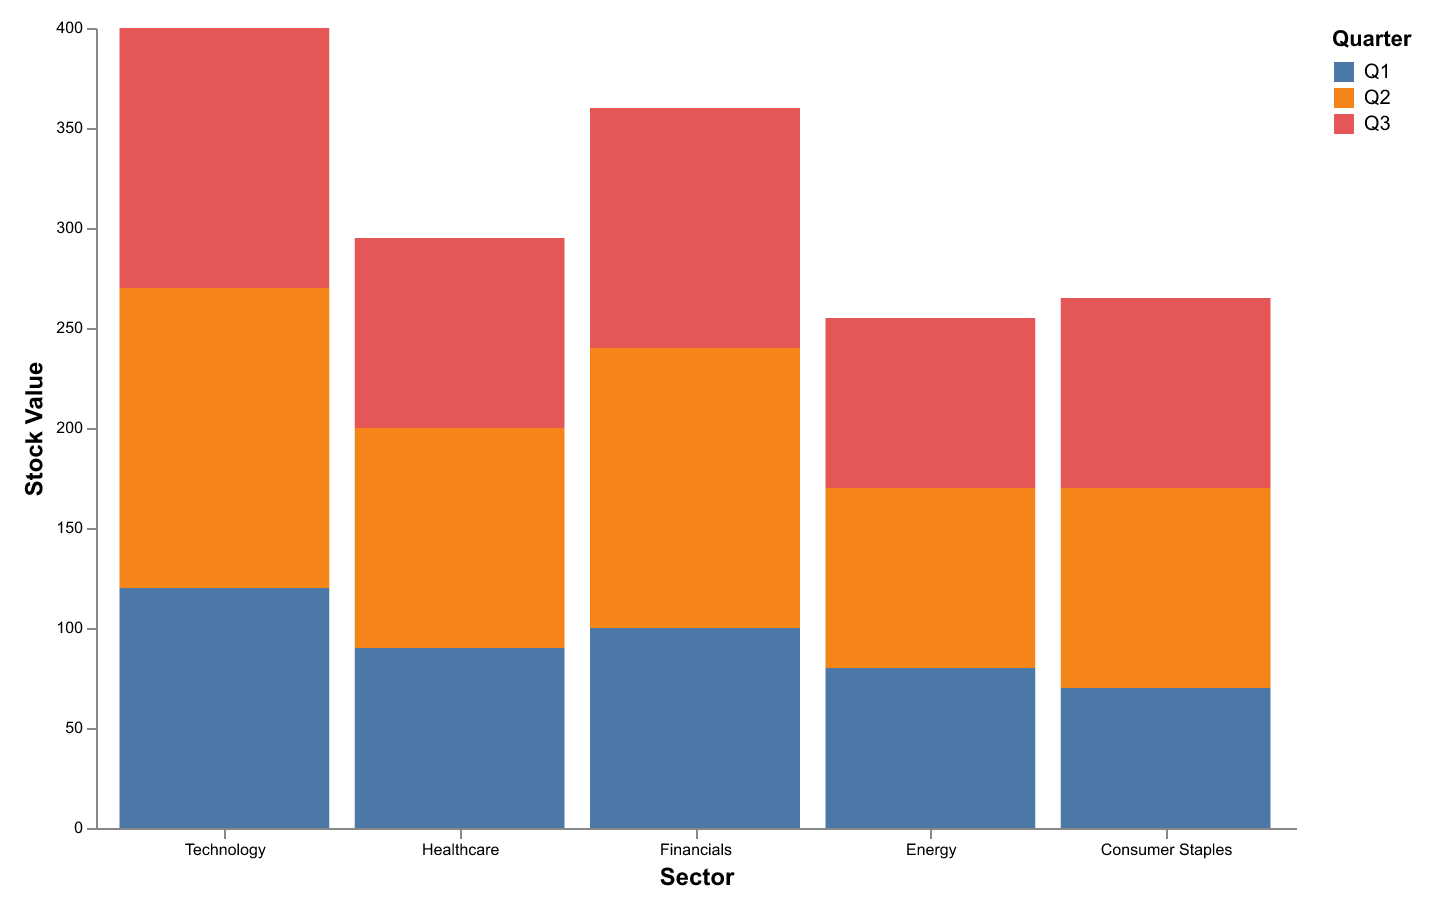 Quarter
Q1
Q2
Q3
Stock Value
400
350
300
250
200
150
100
50
0
Technology
Healthcare
Financials
Energy
Consumer Staples
Sector